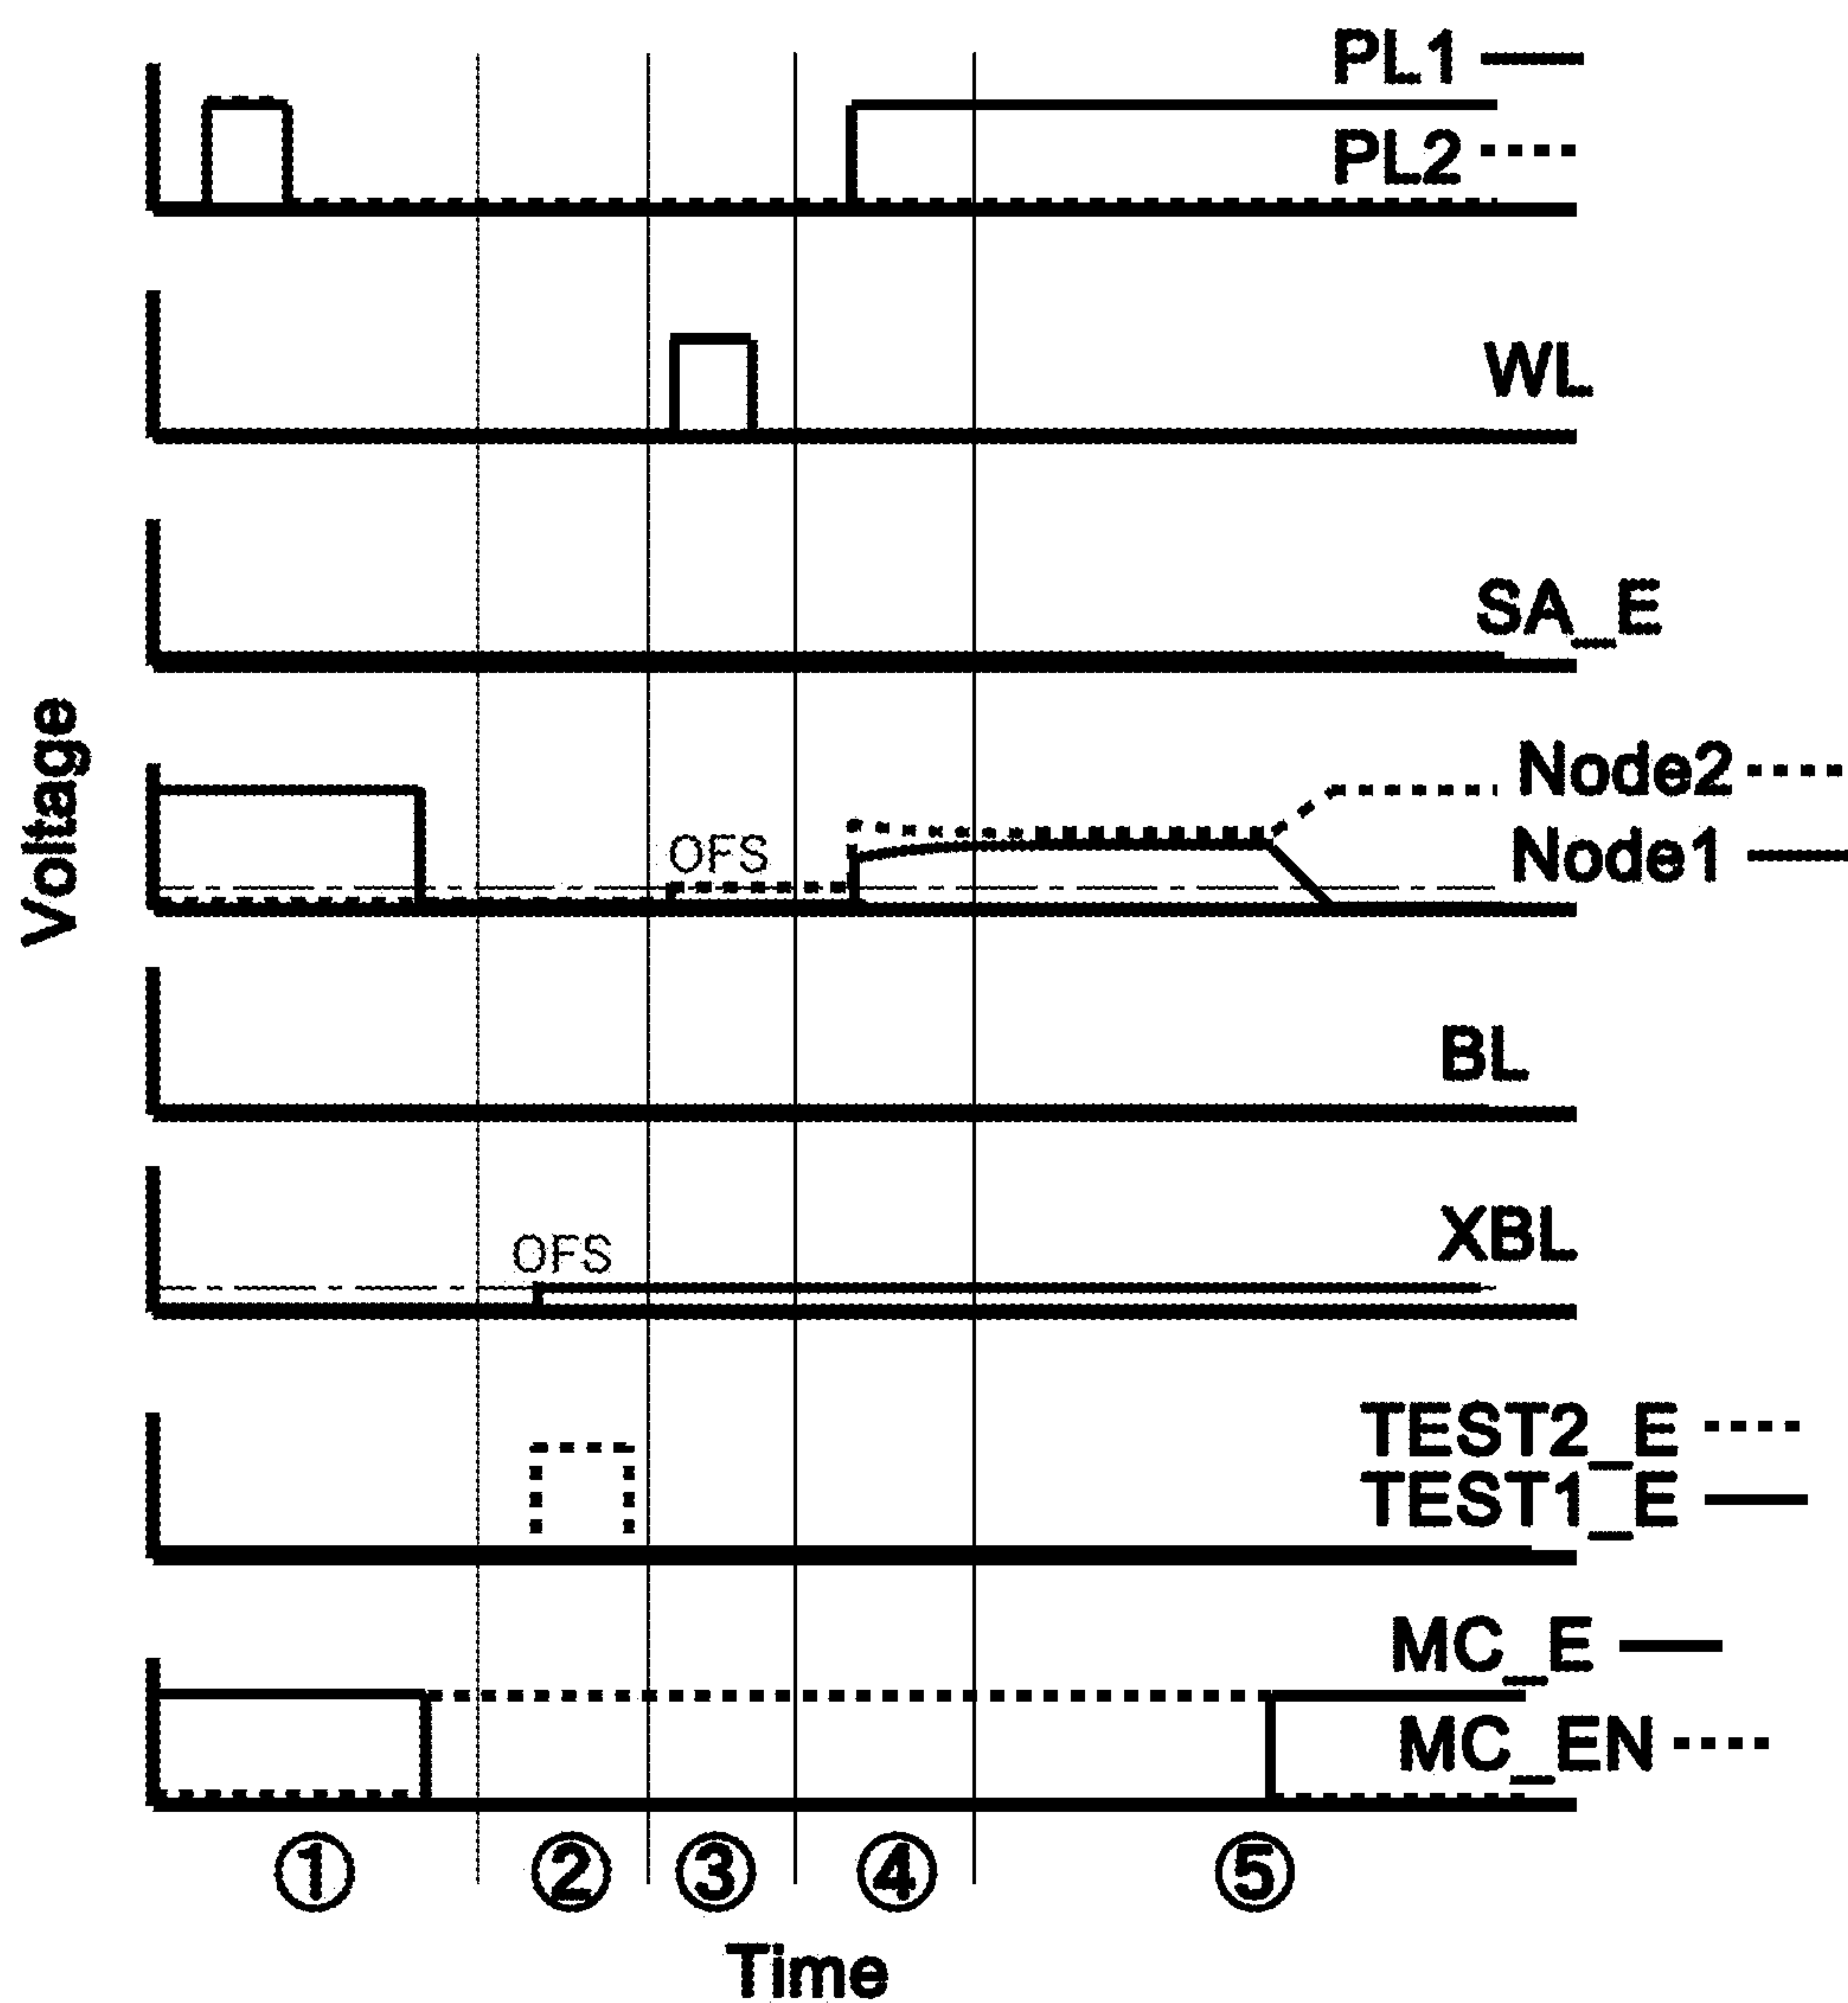 PL1
PL2
WL
SA_E
Voltage
Node2
OFS
Node1
BL
XBL
OFS
TEST2_E
TEST1_E
MC_E
MC_EN
① ② ③ ④ ⑤
Time